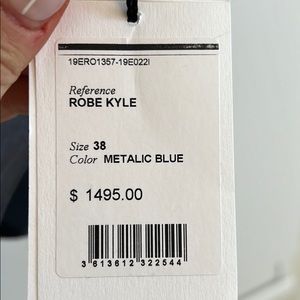 19ERO1357-19E022I
Reference
ROBE KYLE
Size 38
Color METALIC BLUE
$ 1495.00
3 613612 322544